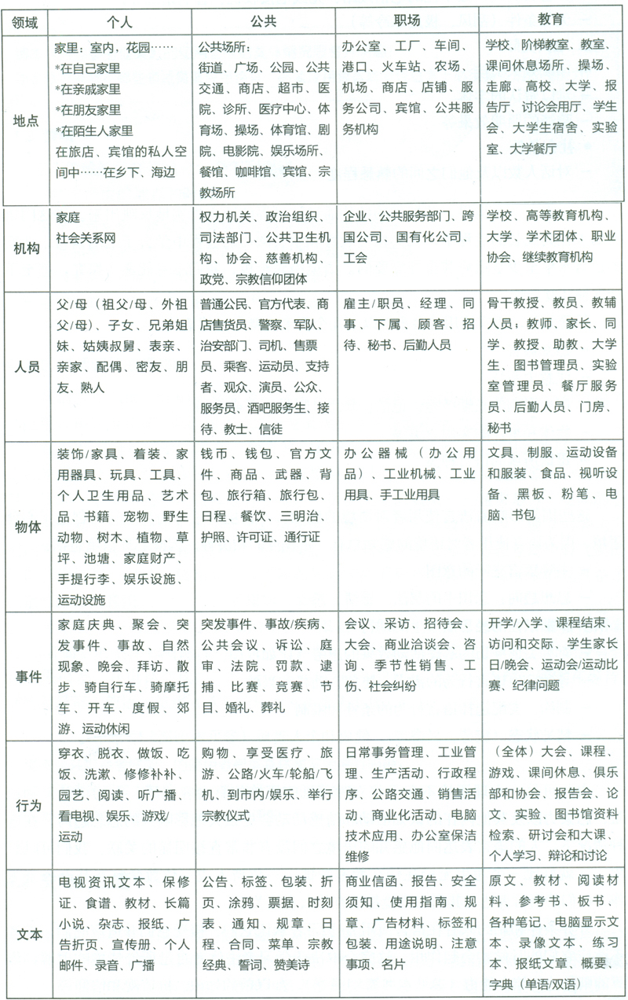 领域
个人
公共
职场
教育
地点
家里：室内，花园……
*在自己家里
*在亲戚家里
*在朋友家里
*在陌生人家里
在旅店、宾馆的私人空
间中……在乡下、海边
公共场所：
街道、广场、公园、公共
交通、商店、超市、医
院、诊所、医疗中心、体
育场、操场、体育馆、剧
院、电影院、娱乐场所、
餐馆、咖啡馆、宾馆、宗
教场所
办公室、工厂、车间、
港口、火车站、农场、
机场、商店、店铺、服
务公司、宾馆、公共服
务机构
学校、阶梯教室、教室、
课间休息场所、操场、
走廊、高校、大学、报
告厅、讨论会用厅、学生
会、大学生宿舍、实验
室、大学餐厅
机构
家庭
社会关系网
权力机关、政治组织、
司法部门、公共卫生机
构、协会、慈善机构、
政党、宗教信仰团体
企业、公共服务部门、跨
国公司、国有化公司、
工会
学校、高等教育机构、
大学、学术团体、职业
协会、继续教育机构
人员
父/母（祖父/母、外祖
父/母）、子女、兄弟姐
妹、姑姨叔舅、表亲、
亲家、配偶、密友、朋
友、熟人
普通公民、官方代表、商
店售货员、警察、军队、
治安部门、司机、售票
员、乘客、运动员、支持
者、观众、演员、公众、
服务员、酒吧服务生、接
待、教士、信徒
雇主/职员、经理、同
事、下属、顾客、招
待、秘书、后勤人员
骨干教授、教员、教辅
人员；教师、家长、同
学、教授、助教、大学
生、图书管理员、实验
室管理员、餐厅服务
员、后勤人员、门房、
秘书
物体
装饰/家具、着装、家
用器具、玩具、工具、
个人卫生用品、艺术
品、书籍、宠物、野生
动物、树木、植物、草
坪、池塘、家庭财产、
手提行李、娱乐设施、
运动设施
钱币、钱包、官方文
件、商品、武器、背
包、旅行箱、旅行包、
日程、餐饮、三明治、
护照、许可证、通行证
办公器械（办公用
品）、工业机械、工业
用具、手工业用具
文具、制服、运动设备
和服装、食品、视听设
备、黑板、粉笔、电
脑、书包
事件
家庭庆典、聚会、突
发事件、事故、自然
现象、晚会、拜访、散
步、骑自行车、骑摩托
车、开车、度假、郊
游、运动休闲
突发事件、事故/疾病、
公共会议、诉讼、庭
审、法院、罚款、逮
捕、比赛、竞赛、节
目、婚礼、葬礼
会议、采访、招待会、
大会、商业洽谈会、咨
询、季节性销售、工
伤、社会纠纷
开学/入学、课程结束、
访问和交际、学生家长
日/晚会、运动会/运动比
赛、纪律问题
行为
穿衣、脱衣、做饭、吃
饭、洗漱、修修补补、
园艺、阅读、听广播、
看电视、娱乐、游戏/
运动
购物、享受医疗、旅
游、公路/火车/轮船/飞
机、到市内/娱乐、举行
宗教仪式
日常事务管理、工业管
理、生产活动、行政程
序、公路交通、销售活
动、商业化活动、电脑
技术应用、办公室保洁
维修
（全体）大会、课程、
游戏、课间休息、俱乐
部和协会、报告会、论
文、实验、图书馆资料
检索、研讨会和大课、
个人学习、辩论和讨论
文本
电视资讯文本、保修
证、食谱、教材、长篇
小说、杂志、报纸、广
告折页、宣传册、个人
邮件、录音、广播
公告、标签、包装、折
页、涂鸦、票据、时刻
表、通知、规章、日
程、合同、菜单、宗教
经典、誓词、赞美诗
商业信函、报告、安全
须知、使用指南、规
章、广告材料、标签和
包装、用途说明、注意
事项、名片
原文、教材、阅读材
料、参考书、板书、
各种笔记、电脑显示文
本、录像文本、练习
本、报纸文章、概要、
字典（单语/双语）